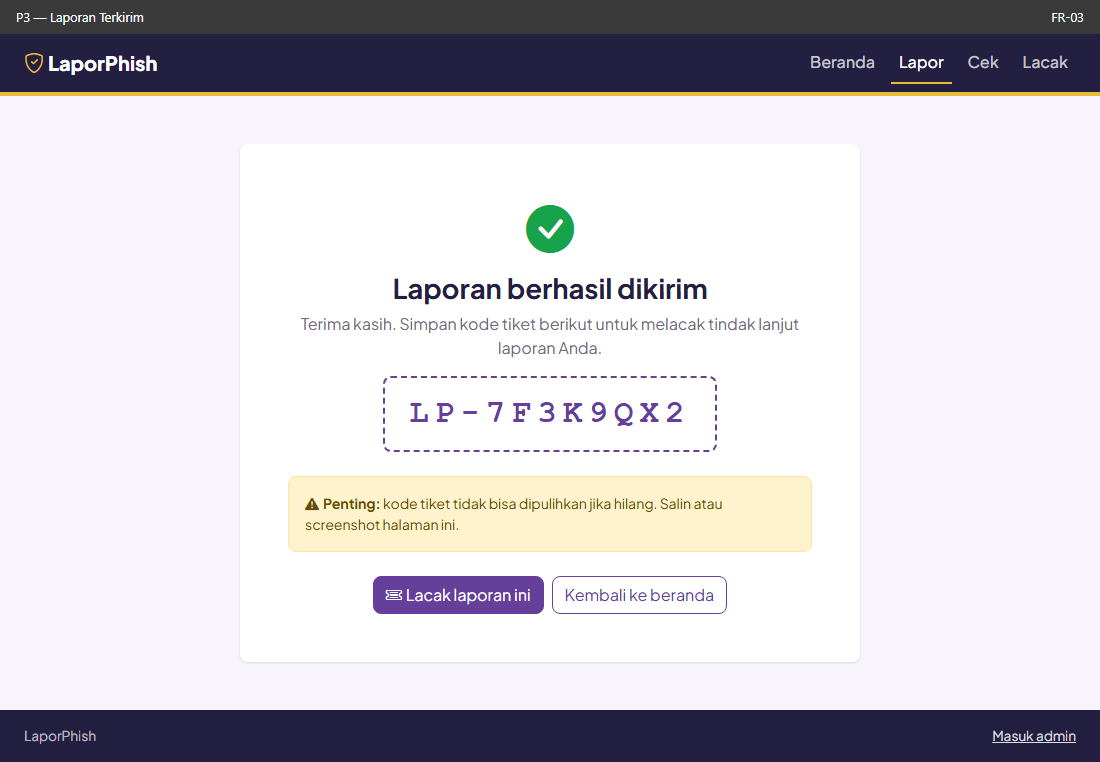 P3 — Laporan Terkirim FR-03
LaporPhish Beranda Lapor Cek Lacak
Laporan berhasil dikirim
Terima kasih. Simpan kode tiket berikut untuk melacak tindak lanjut
laporan Anda.
LP-7F3K9QX2
Penting: kode tiket tidak bisa dipulihkan jika hilang. Salin atau
screenshot halaman ini.
Lacak laporan ini Kembali ke beranda
LaporPhish Masuk admin